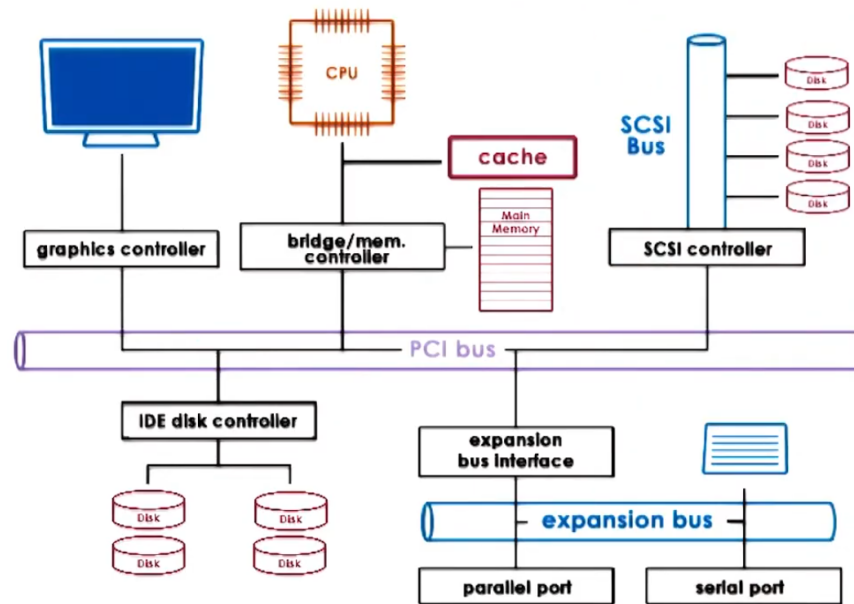 CPU
SCSI
Bus
Disk
Disk
Disk
Disk
cache
Main
Memory
graphics controller
bridge/mem.
controller
SCSI controller
PCI bus
IDE disk controller
expansion
bus interface
Disk
Disk
Disk
Disk
expansion bus
parallel port
serial port